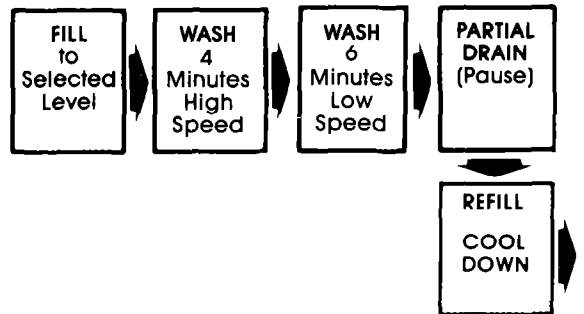 FILL
to
Selected
Level
WASH
4
Minutes
High
Speed
WASH
6
Minutes
Low
Speed
PARTIAL
DRAIN
(Pause)
REFILL
COOL
DOWN